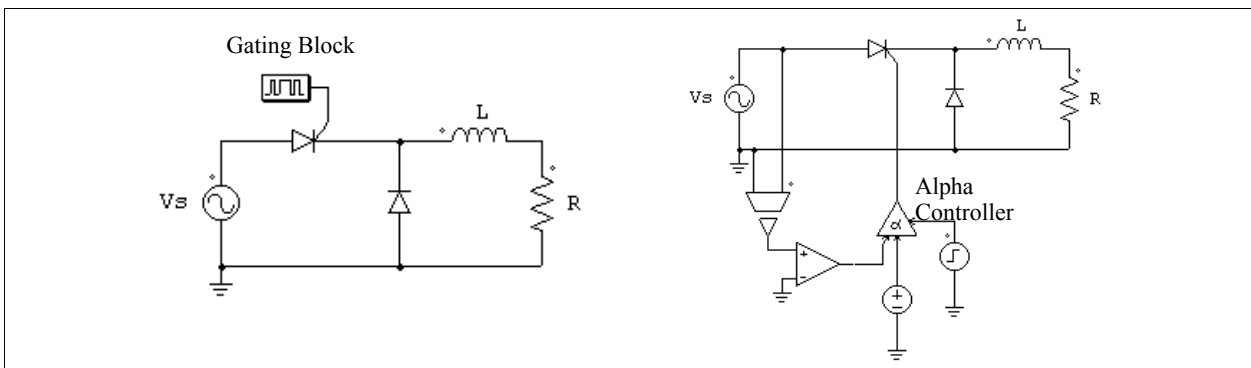 Gating Block
L
Vs
R
L
Vs
R
+
-
α
Alpha
Controller
+
-